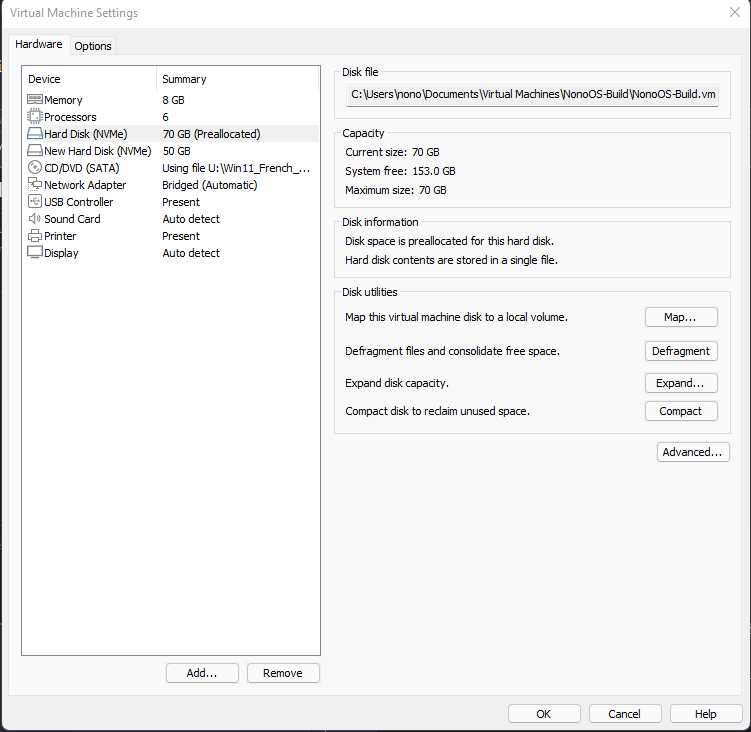 Virtual Machine Settings
Hardware
Options
Device Summary
Memory 8 GB
Processors 6
Hard Disk (NVMe) 70 GB (Preallocated)
New Hard Disk (NVMe) 50 GB
CD/DVD (SATA) Using file U:\Win11_French_...
Network Adapter Bridged (Automatic)
USB Controller Present
Sound Card Auto detect
Printer Present
Display Auto detect
Add...
Remove
Disk file
C:\Users\nono\Documents\Virtual Machines\NonoOS-Build\NonoOS-Build.vm
Capacity
Current size: 70 GB
System free: 153.0 GB
Maximum size: 70 GB
Disk information
Disk space is preallocated for this hard disk.
Hard disk contents are stored in a single file.
Disk utilities
Map this virtual machine disk to a local volume. Map...
Defragment files and consolidate free space. Defragment
Expand disk capacity. Expand...
Compact disk to reclaim unused space. Compact
Advanced...
OK
Cancel
Help